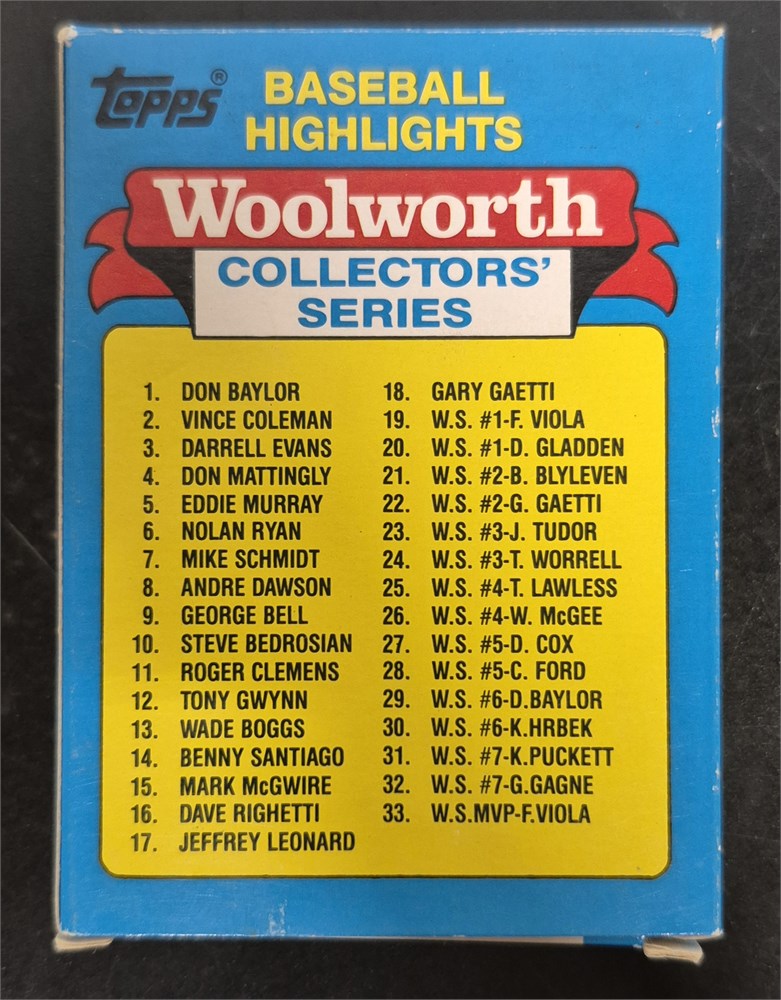 Topps®
BASEBALL
HIGHLIGHTS
Woolworth
COLLECTORS'
SERIES
1. DON BAYLOR
2. VINCE COLEMAN
3. DARRELL EVANS
4. DON MATTINGLY
5. EDDIE MURRAY
6. NOLAN RYAN
7. MIKE SCHMIDT
8. ANDRE DAWSON
9. GEORGE BELL
10. STEVE BEDROSIAN
11. ROGER CLEMENS
12. TONY GWYNN
13. WADE BOGGS
14. BENNY SANTIAGO
15. MARK McGWIRE
16. DAVE RIGHETTI
17. JEFFREY LEONARD
18. GARY GAETTI
19. W.S. #1-F. VIOLA
20. W.S. #1-D. GLADDEN
21. W.S. #2-B. BLYLEVEN
22. W.S. #2-G. GAETTI
23. W.S. #3-J. TUDOR
24. W.S. #3-T. WORRELL
25. W.S. #4-T. LAWLESS
26. W.S. #4-W. McGEE
27. W.S. #5-D. COX
28. W.S. #5-C. FORD
29. W.S. #6-D.BAYLOR
30. W.S. #6-K.HRBEK
31. W.S. #7-K.PUCKETT
32. W.S. #7-G.GAGNE
33. W.S.MVP-F.VIOLA